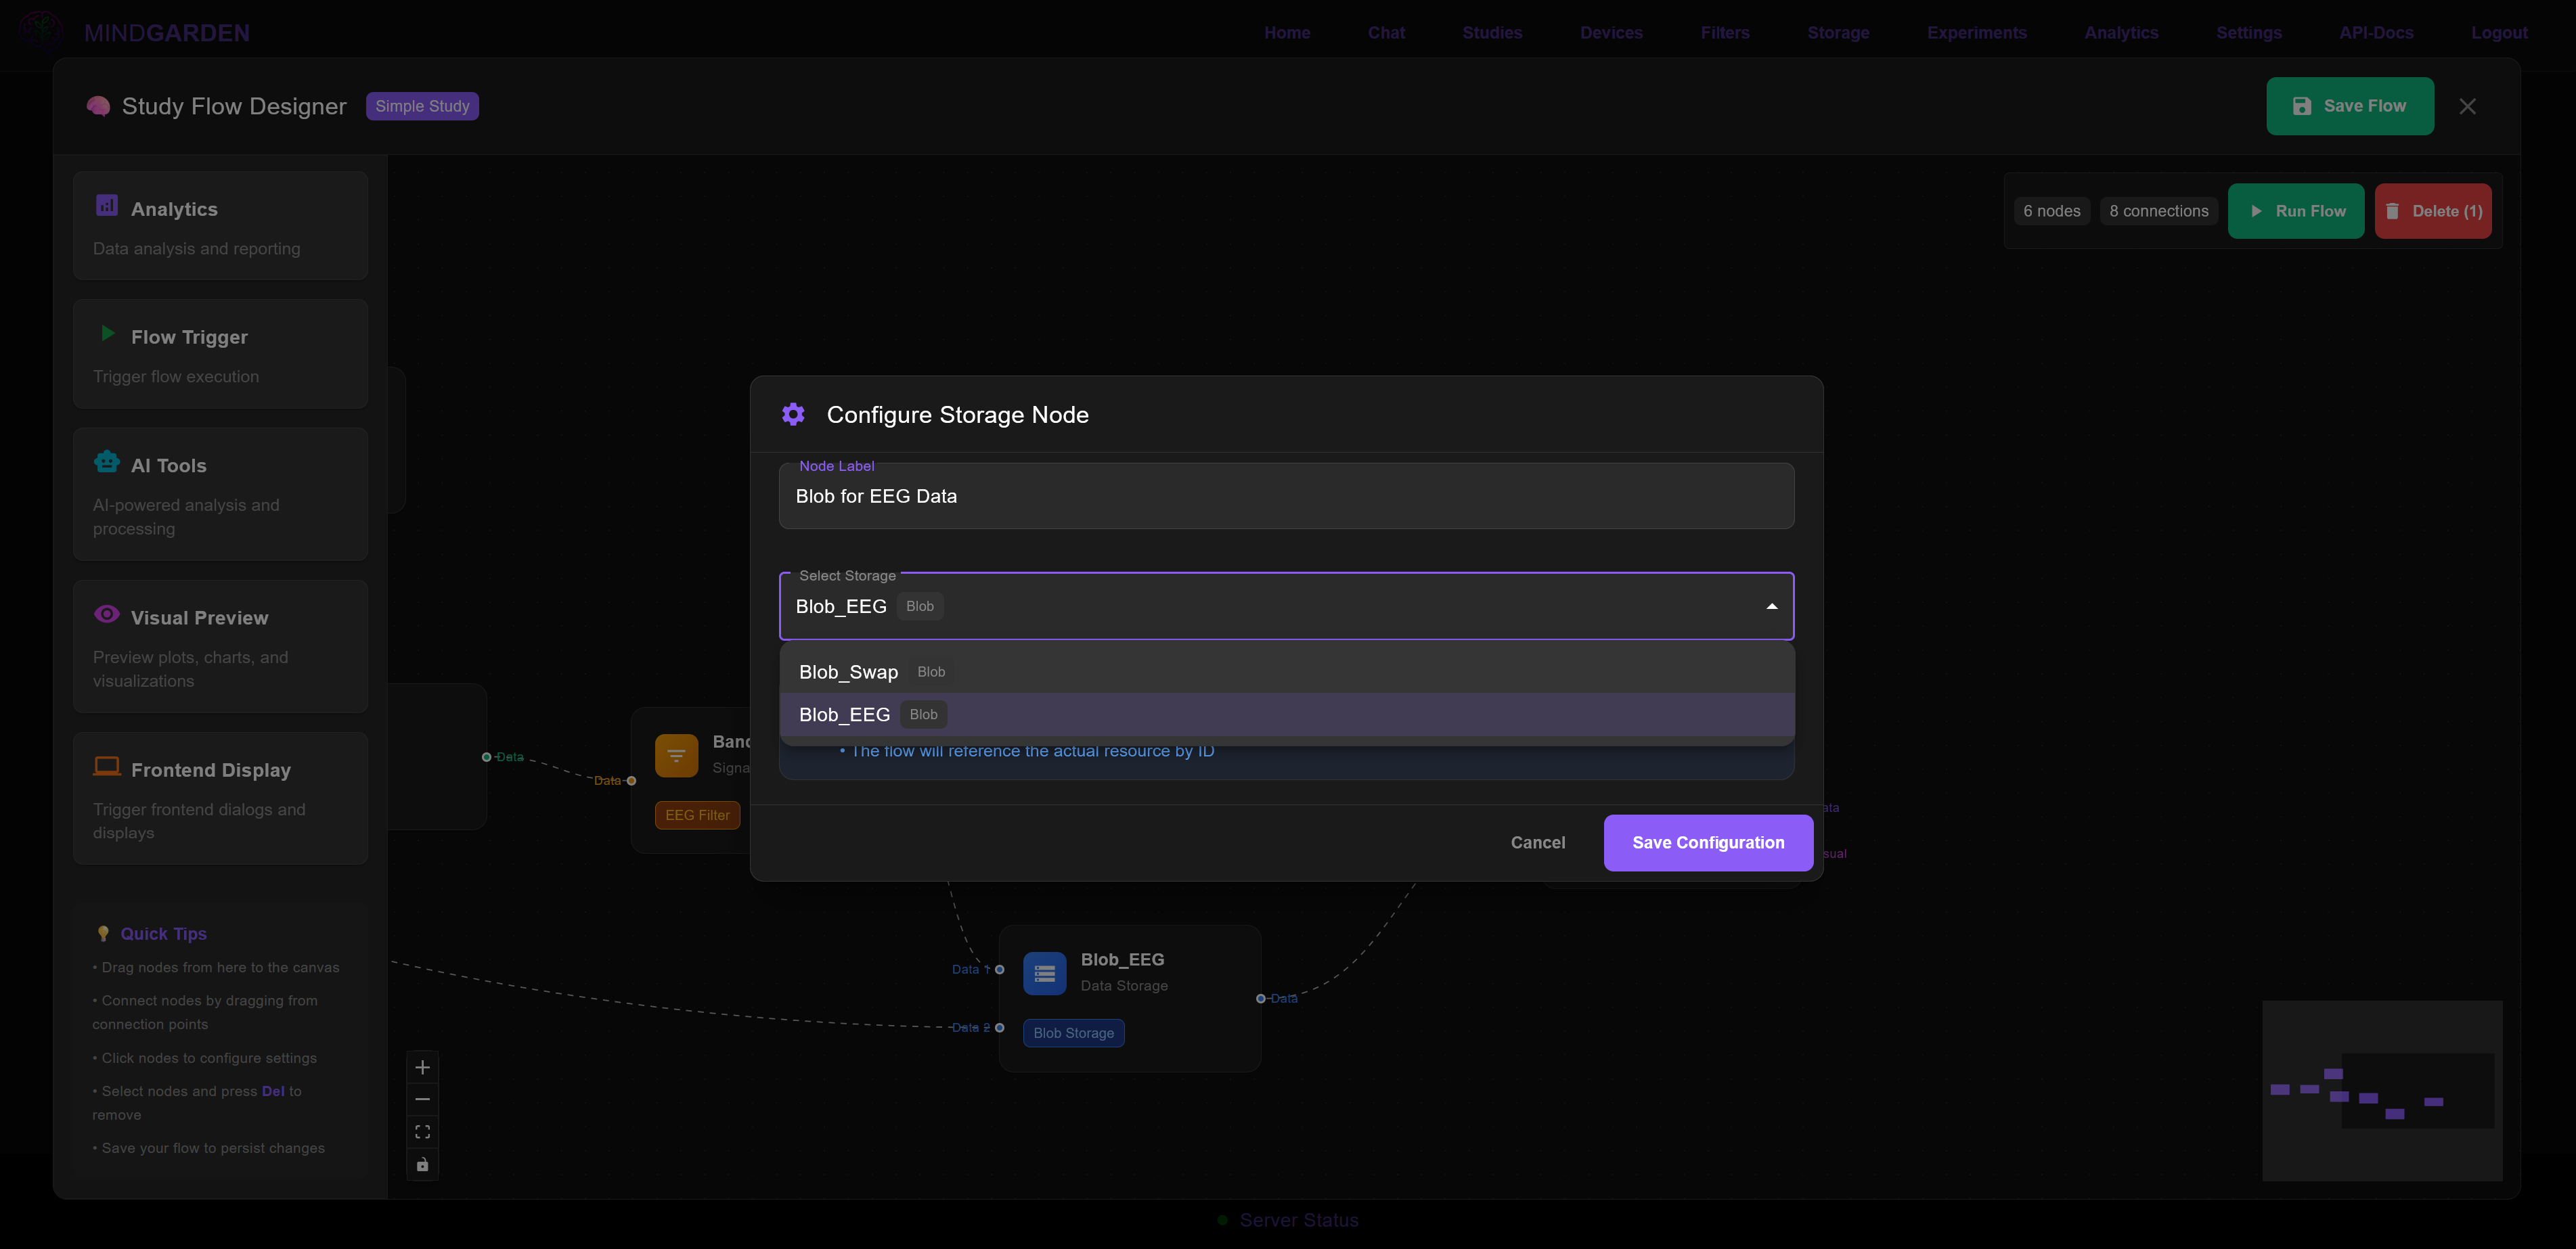 MINDGARDEN
Home
Chat
Studies
Devices
Filters
Storage
Experiments
Analytics
Settings
API-Docs
Logout
Study Flow Designer
Simple Study
Save Flow
Analytics
Data analysis and reporting
Flow Trigger
Trigger flow execution
AI Tools
AI-powered analysis and
processing
Visual Preview
Preview plots, charts, and
visualizations
Frontend Display
Trigger frontend dialogs and
displays
Quick Tips
• Drag nodes from here to the canvas
• Connect nodes by dragging from
connection points
• Click nodes to configure settings
• Select nodes and press Del to
remove
• Save your flow to persist changes
6 nodes
8 connections
Run Flow
Delete (1)
Configure Storage Node
Node Label
Blob for EEG Data
Select Storage
Blob_EEG Blob
Blob_Swap Blob
Blob_EEG Blob
• The flow will reference the actual resource by ID
Cancel
Save Configuration
Data
Data
EEG Filter
Data 1
Data 2
Blob_EEG
Data Storage
Blob Storage
Data
Server Status